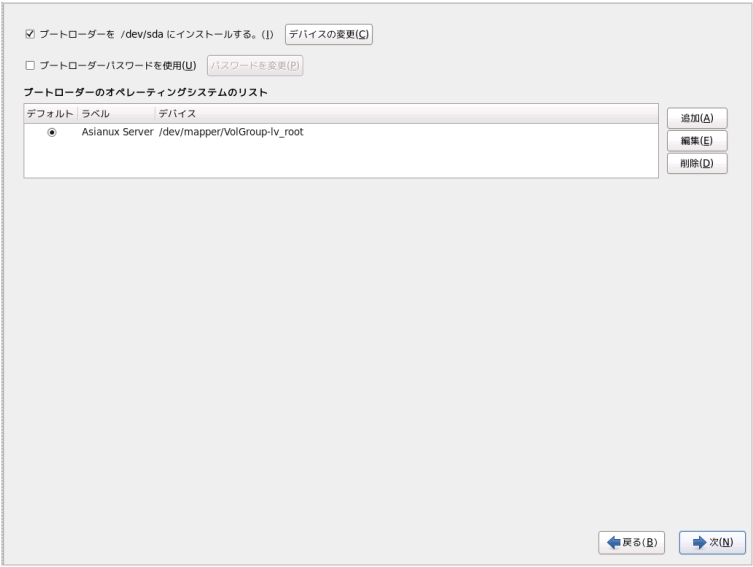 ブートローダーを /dev/sda にインストールする。(I) デバイスの変更(C)
ブートローダーパスワードを使用(U) パスワードを変更(P)
ブートローダーのオペレーティングシステムのリスト
デフォルト ラベル デバイス
Asianux Server /dev/mapper/VolGroup-lv_root
追加(A)
編集(E)
削除(D)
戻る(B) 次(N)